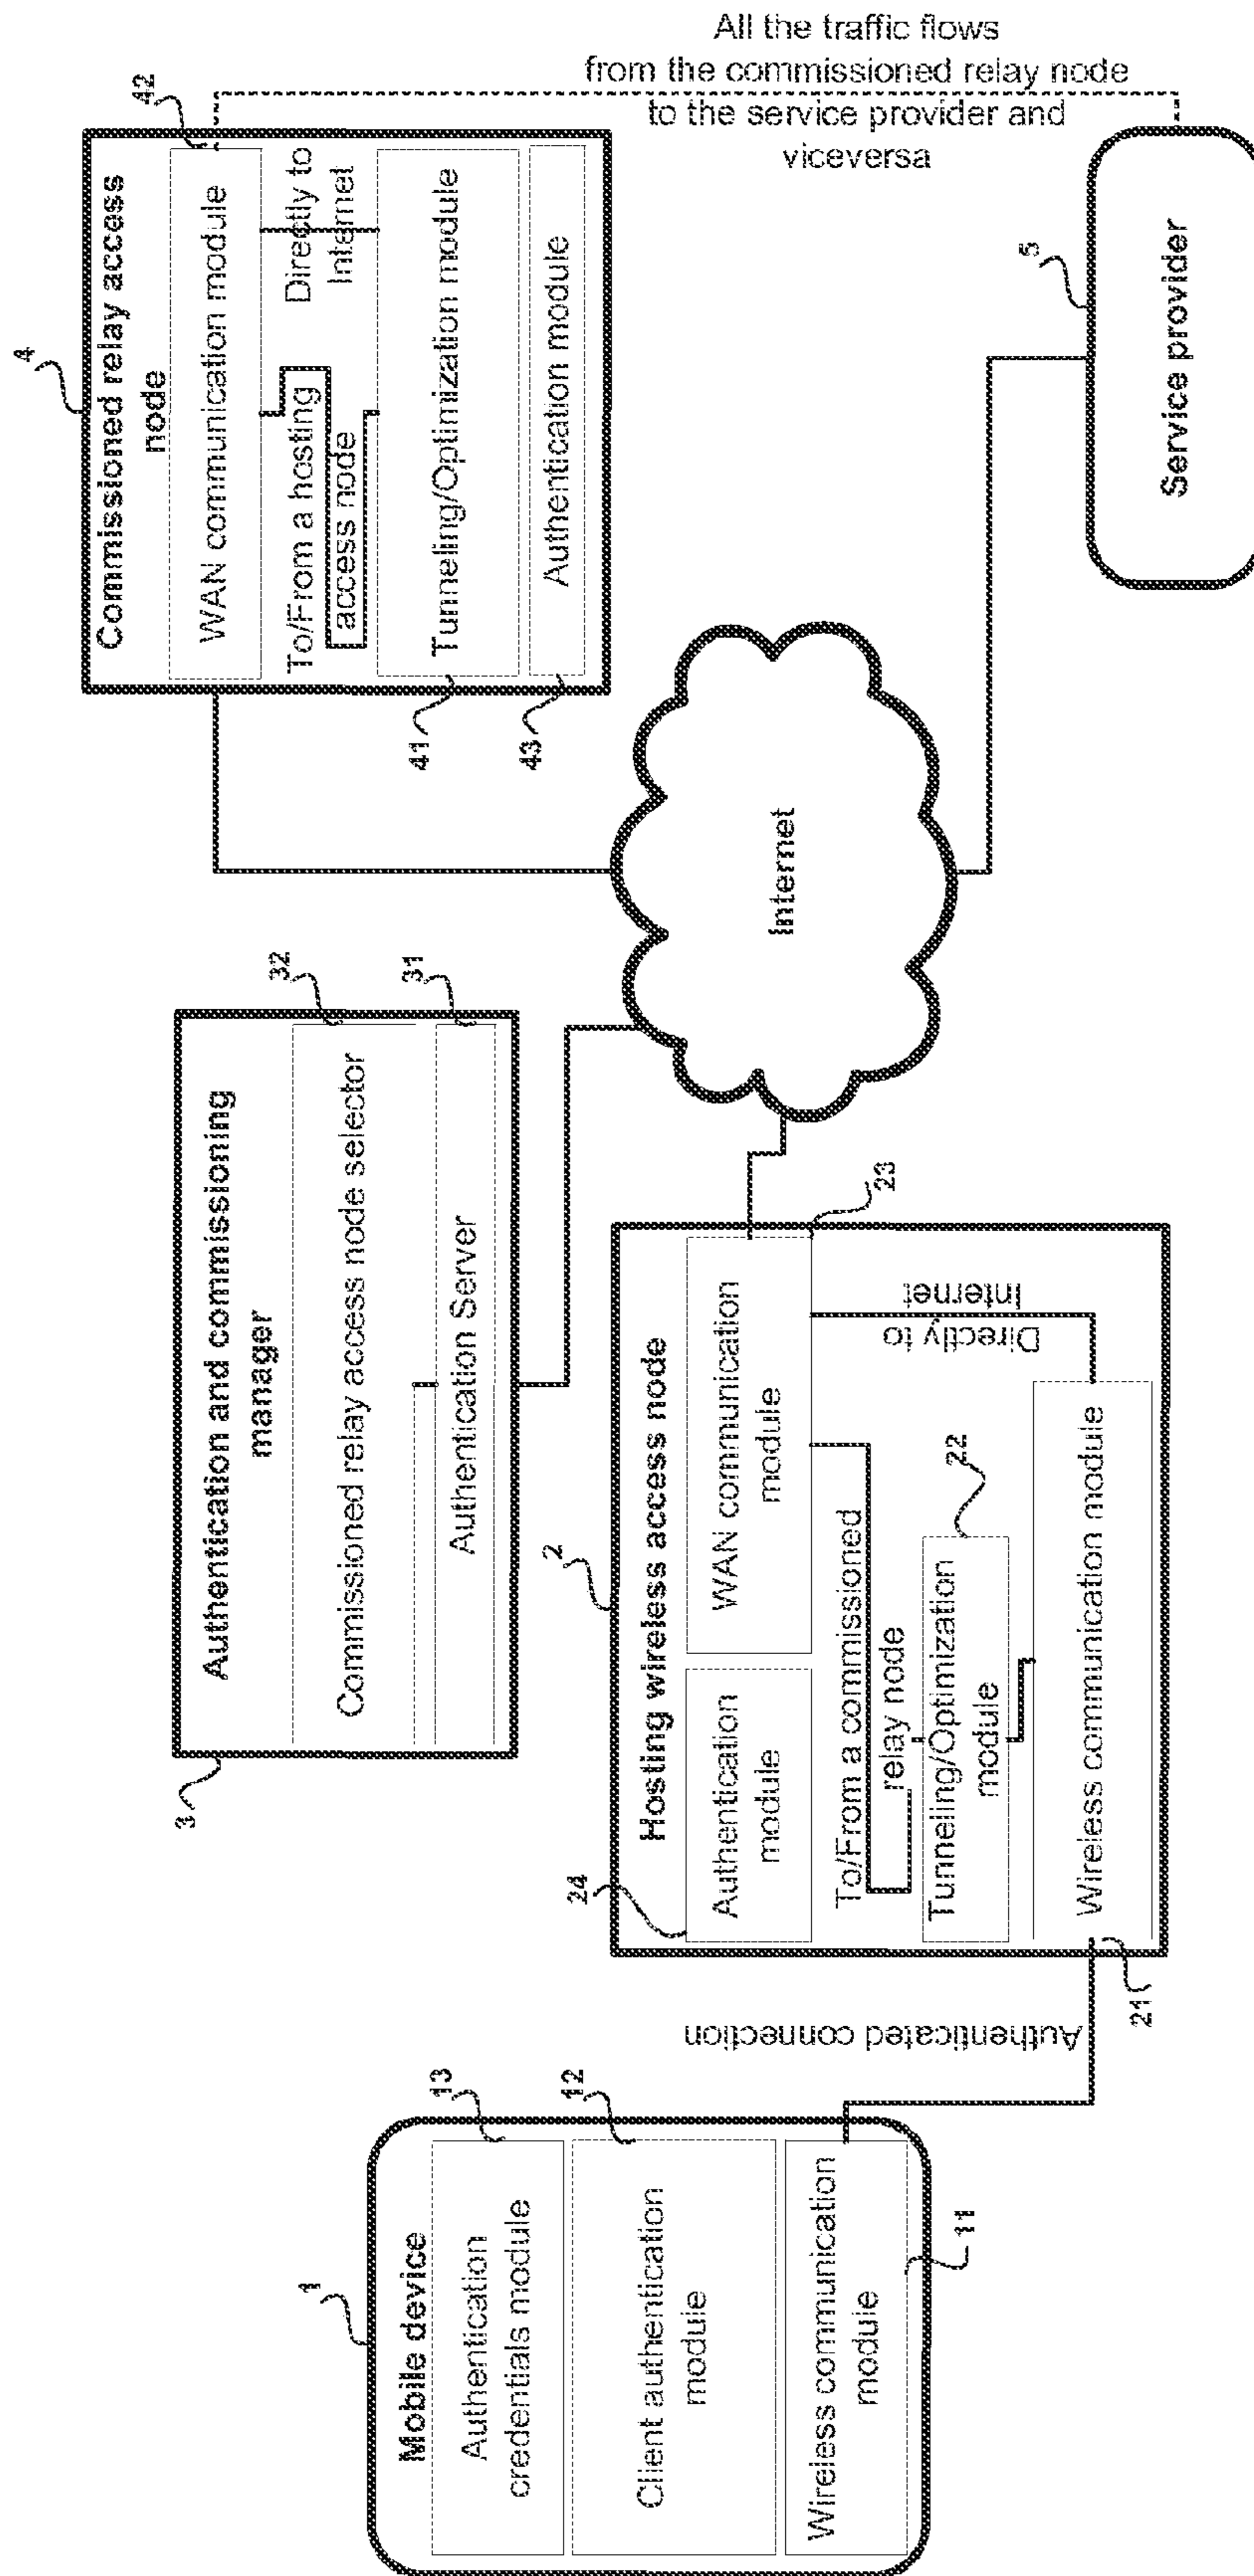 1
Mobile device
Authentication
credentials module
13
Client authentication
module
12
Wireless communication
module
11
Authenticated connection
2
Hosting wireless access node
24
Authentication
module
WAN communication
module
23
To/From a commissioned
relay node
Directly to
Internet
Tunneling/Optimization
module
22
Wireless communication module
21
3
Authentication and commissioning
manager
Commissioned relay access node selector
32
Authentication Server
31
Internet
4
Commissioned relay access
node
WAN communication module
42
To/From a hosting
access node
Directly to
Internet
Tunneling/Optimization module
41
Authentication module
43
All the traffic flows
from the commissioned relay node
to the service provider and
viceversa
5
Service provider